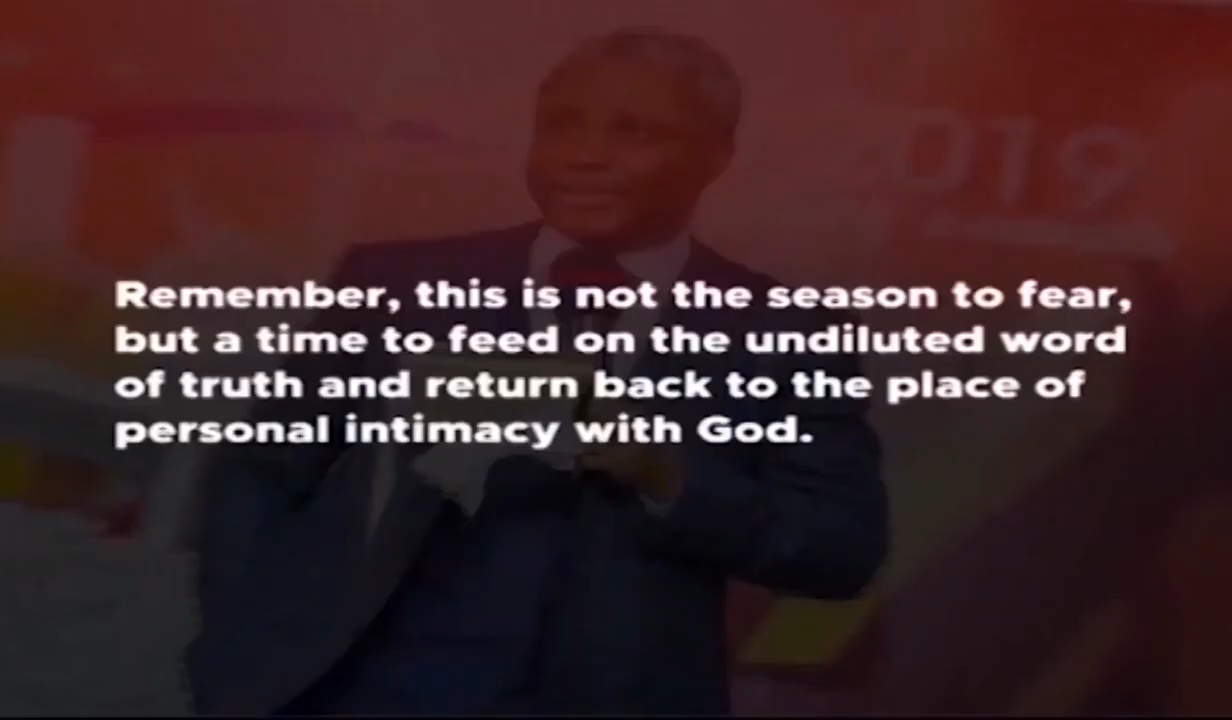 019
Remember, this is not the season to fear,
but a time to feed on the undiluted word
of truth and return back to the place of
personal intimacy with God.